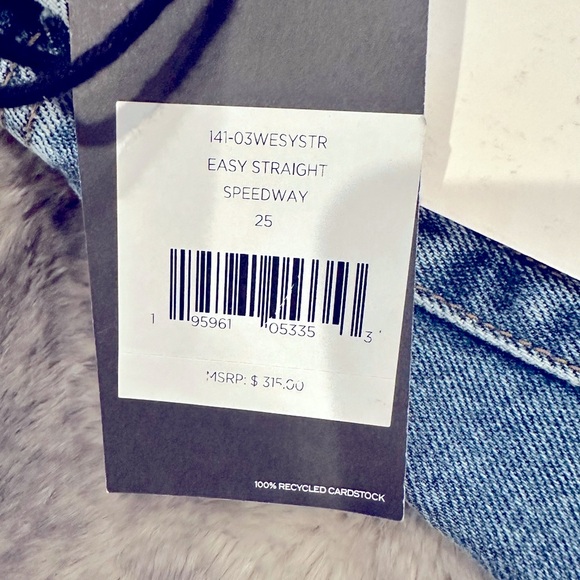 141-03WESYSTR
EASY STRAIGHT
SPEEDWAY
25
1 95961 05335 3
MSRP: $ 315.00
100% RECYCLED CARDSTOCK